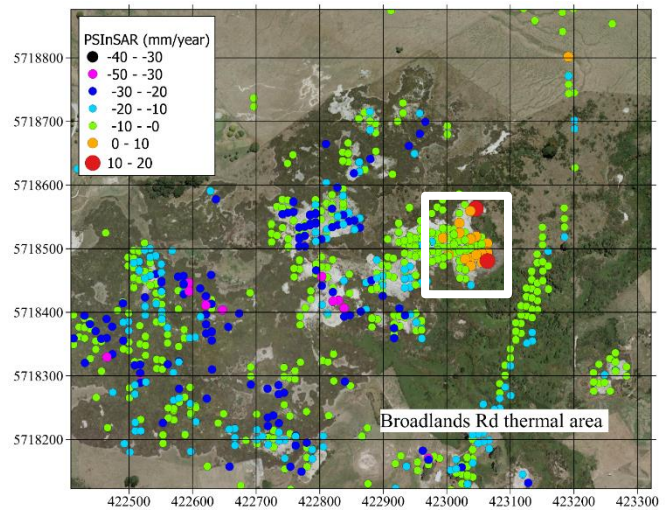 PSInSAR (mm/year)
-40 - -30
-50 - -30
-30 - -20
-20 - -10
-10 - -0
0 - 10
10 - 20
5718800
5718700
5718600
5718500
5718400
5718300
5718200
Broadlands Rd thermal area
422500 422600 422700 422800 422900 423000 423100 423200 423300